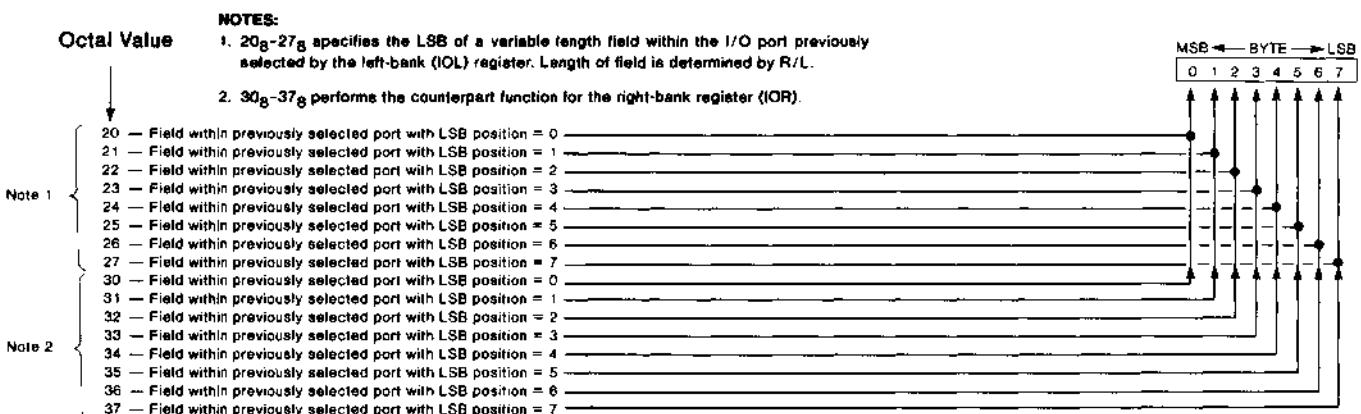 NOTES:
Octal Value
1. 20₈-27₈ specifies the LSB of a variable length field within the I/O port previously
selected by the left-bank (IOL) register. Length of field is determined by R/L.
2. 30₈-37₈ performs the counterpart function for the right-bank register (IOR).
MSB BYTE LSB
0 1 2 3 4 5 6 7
20 — Field within previously selected port with LSB position = 0
21 — Field within previously selected port with LSB position = 1
22 — Field within previously selected port with LSB position = 2
Note 1
23 — Field within previously selected port with LSB position = 3
24 — Field within previously selected port with LSB position = 4
25 — Field within previously selected port with LSB position = 5
26 — Field within previously selected port with LSB position = 6
27 — Field within previously selected port with LSB position = 7
30 — Field within previously selected port with LSB position = 0
31 — Field within previously selected port with LSB position = 1
32 — Field within previously selected port with LSB position = 2
33 — Field within previously selected port with LSB position = 3
Note 2
34 — Field within previously selected port with LSB position = 4
35 — Field within previously selected port with LSB position = 5
36 — Field within previously selected port with LSB position = 6
37 — Field within previously selected port with LSB position = 7